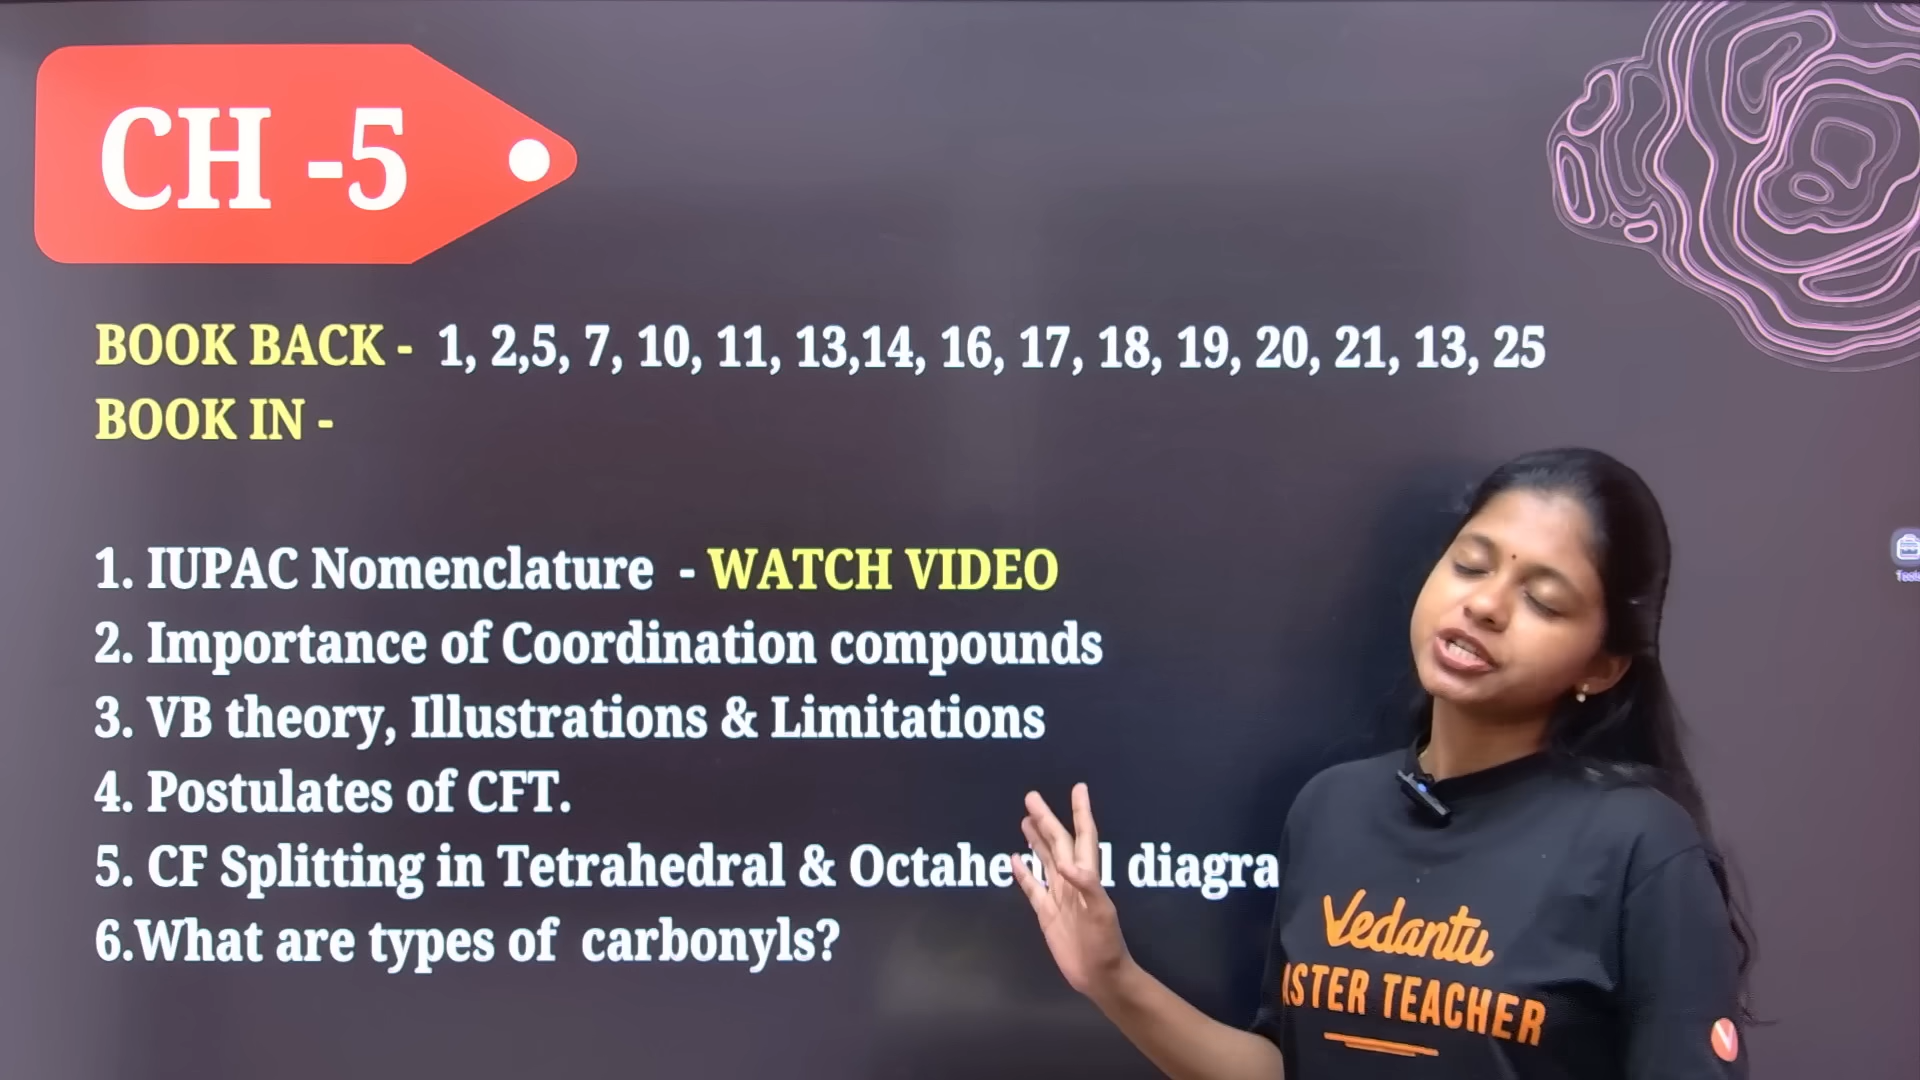 CH -5
BOOK BACK - 1, 2,5, 7, 10, 11, 13,14, 16, 17, 18, 19, 20, 21, 13, 25
BOOK IN -
1. IUPAC Nomenclature - WATCH VIDEO
2. Importance of Coordination compounds
3. VB theory, Illustrations & Limitations
4. Postulates of CFT.
5. CF Splitting in Tetrahedral & diagra
6.What are types of carbonyls?
Vedantu
ASTER TEACHER
V